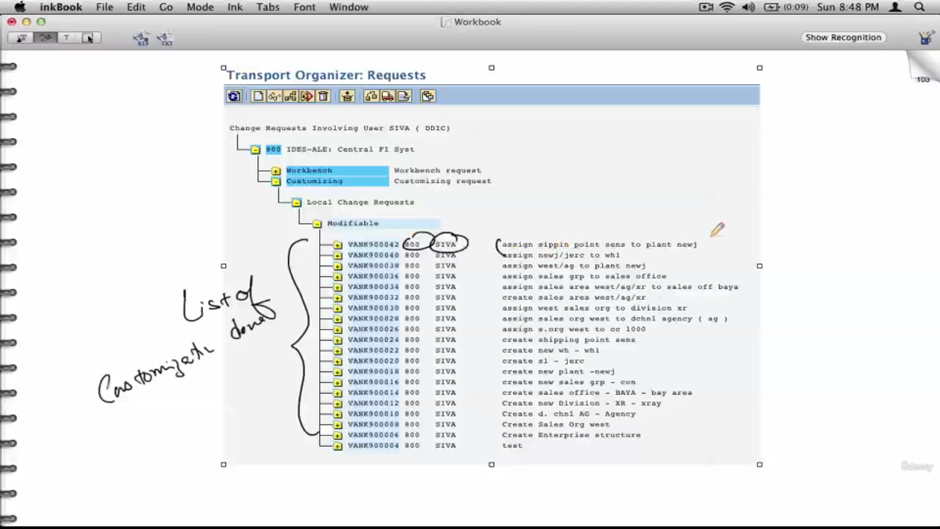 inkBook File Edit Go Mode Ink Tabs Font Window (0:09) Sun 8:48 PM
Workbook
T Show Recognition
103
Transport Organizer: Requests
Change Requests Involving User SIVA ( DDIC)
800 IDES-ALE: Central FI Syst
Workbench Workbench request
Customizing Customizing request
Local Change Requests
Modifiable
VANK900042 800 SIVA assign sippin point sens to plant newj
VANK900040 800 SIVA assign newj/jerc to wh1
VANK900038 800 SIVA assign west/ag to plant newj
VANK900036 800 SIVA assign sales grp to sales office
VANK900034 800 SIVA assign sales area west/ag/xr to sales off baya
VANK900032 800 SIVA create sales area west/ag/xr
VANK900030 800 SIVA assign west sales org to division xr
VANK900028 800 SIVA assign sales org west to dchnl agency ( ag )
VANK900026 800 SIVA assign s.org west to cc 1000
VANK900024 800 SIVA create shipping point sens
VANK900022 800 SIVA create new wh - wh1
VANK900020 800 SIVA create sl - jerc
VANK900018 800 SIVA create new plant -newj
VANK900016 800 SIVA create new sales grp - con
VANK900014 800 SIVA create sales office - BAYA - bay area
VANK900012 800 SIVA create new Division - XR - xray
VANK900010 800 SIVA Create d. chnl AG - Agency
VANK900008 800 SIVA Create Sales Org west
VANK900006 800 SIVA Create Enterprise structure
VANK900004 800 SIVA test
List of
Customizatin done
Udemy